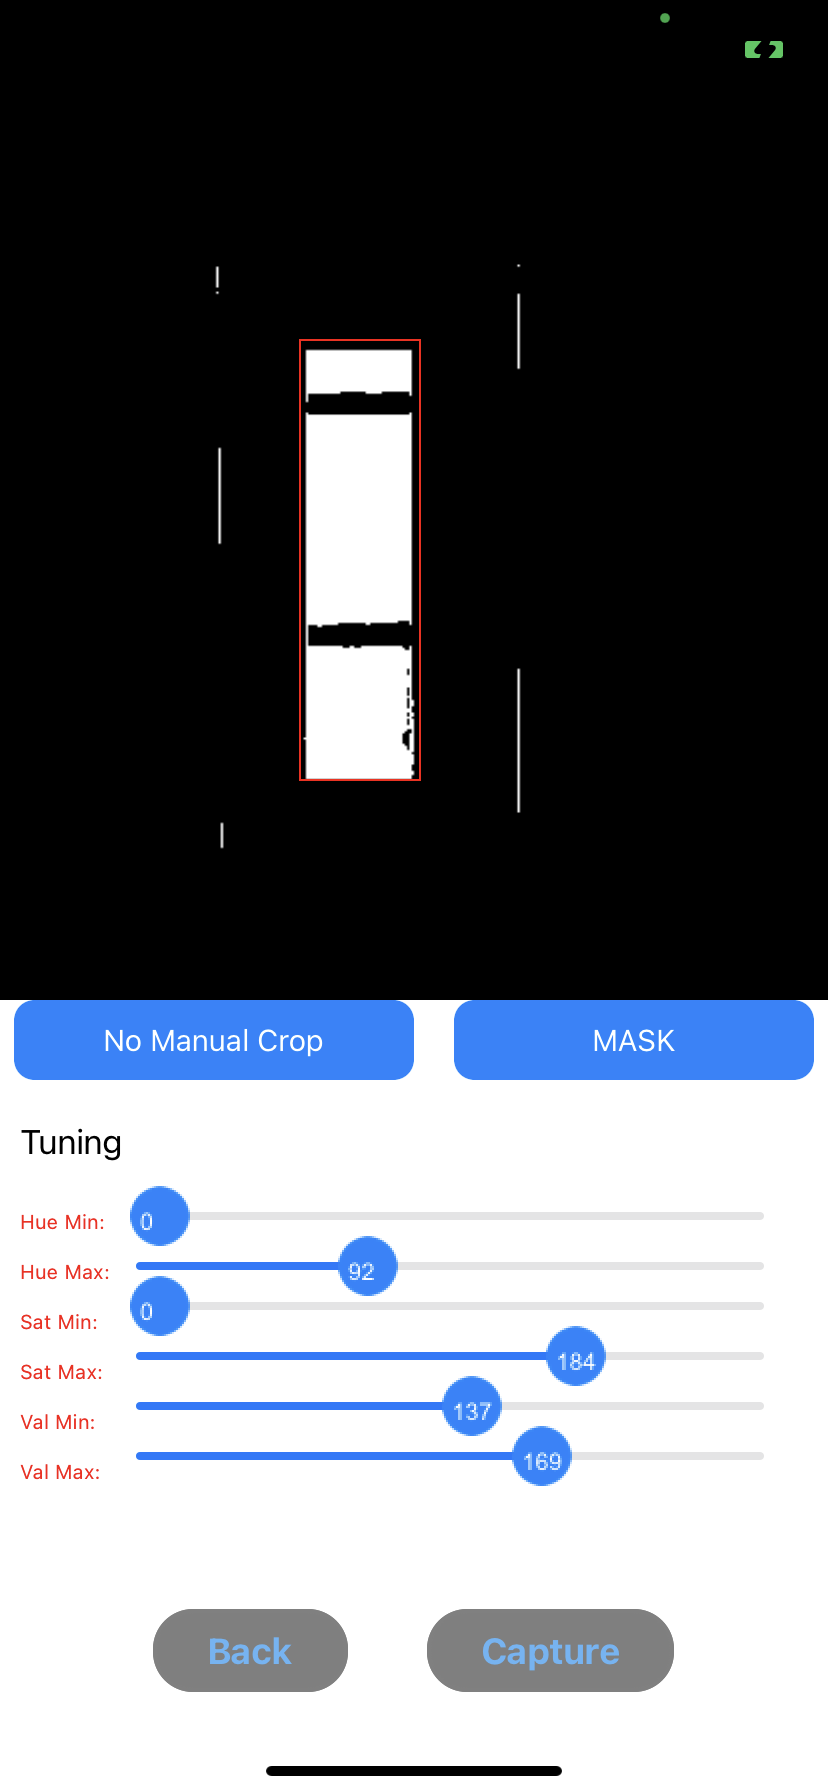 No Manual Crop
MASK
Tuning
Hue Min:
0
Hue Max:
92
Sat Min:
0
Sat Max:
184
Val Min:
137
Val Max:
169
Back
Capture